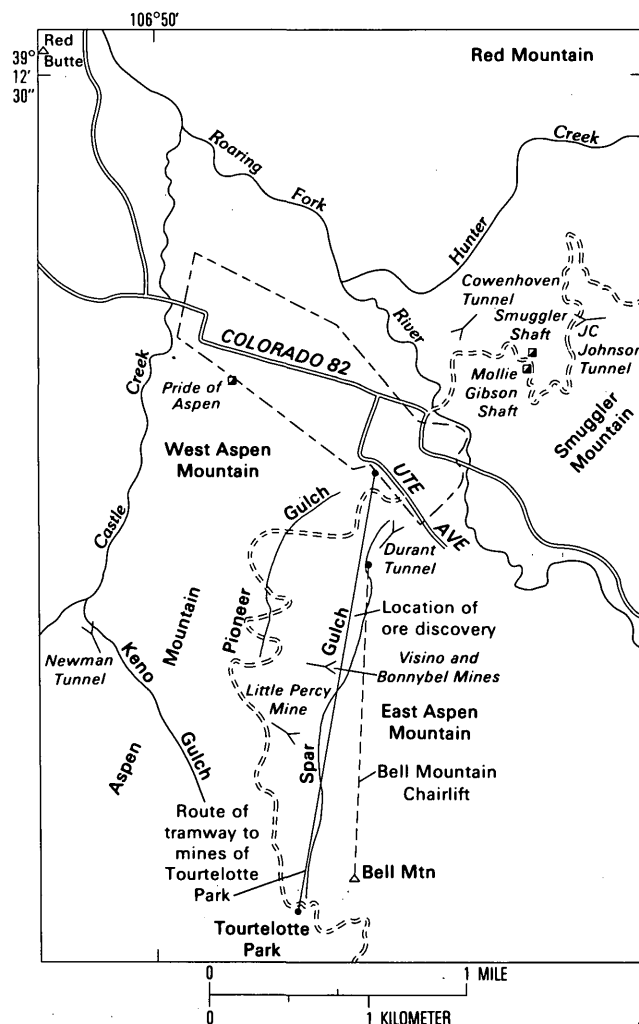 106°50′
Red
Butte
39°
12′
30″
Red Mountain
Roaring
Fork
River
Creek
Hunter
Cowenhoven
Tunnel
Smuggler
Shaft
JC
Johnson
Tunnel
Mollie
Gibson
Shaft
Smuggler
Mountain
COLORADO 82
Creek
Castle
Pride of
Aspen
West Aspen
Mountain
UTE
AVE
Gulch
Pioneer
Durant
Tunnel
Gulch
Spar
Location of
ore discovery
Mountain
Aspen
Newman
Tunnel
Keno
Gulch
Visino and
Bonnybel Mines
Little Percy
Mine
East Aspen
Mountain
Bell Mountain
Chairlift
Route of
tramway to
mines of
Tourtelotte
Park
Bell Mtn
Tourtelotte
Park
0 1 MILE
0 1 KILOMETER